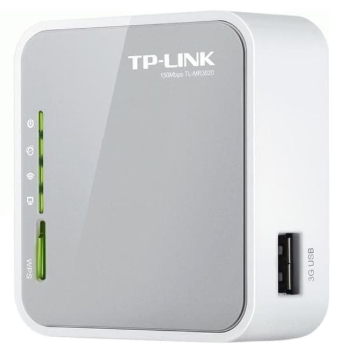 TP-LINK
150Mbps TL-MR3020
WPS
3G USB